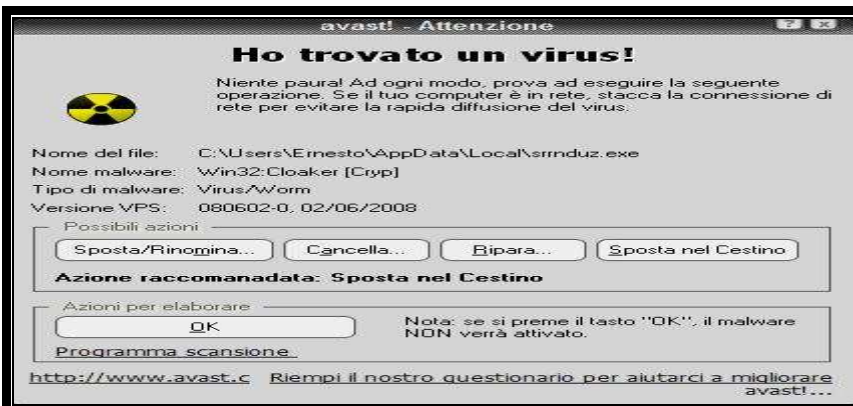 avast! - Attenzione
Ho trovato un virus!
Niente paura! Ad ogni modo, prova ad eseguire la seguente
operazione. Se il tuo computer è in rete, stacca la connessione di
rete per evitare la rapida diffusione del virus.
Nome del file: C:\Users\Ernesto\AppData\Local\srrnduz.exe
Nome malware: Win32:Cloaker [Cryp]
Tipo di malware: Virus/Worm
Versione VPS: 080602-0, 02/06/2008
Possibili azioni
Sposta/Rinomina... Cancella... Ripara... Sposta nel Cestino
Azione raccomanadata: Sposta nel Cestino
Azioni per elaborare
OK
Nota: se si preme il tasto "OK", il malware
NON verrà attivato.
Programma scansione
http://www.avast.c Riempi il nostro questionario per aiutarci a migliorare
avast!...